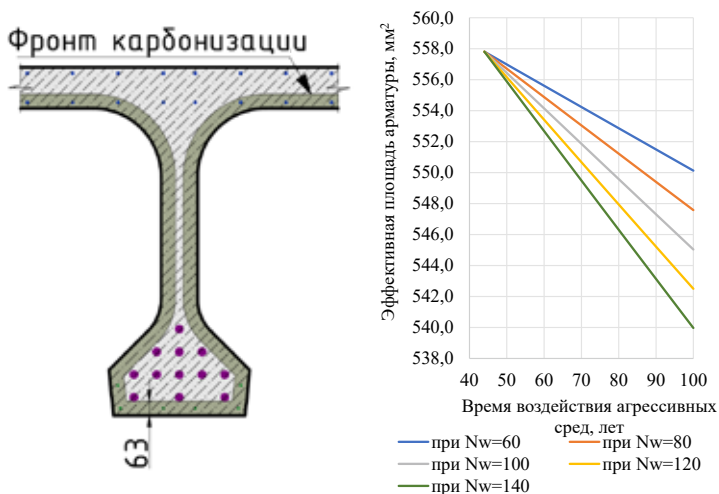 Фронт карбонизации
63
Эффективная площадь арматуры, мм²
560,0
558,0
556,0
554,0
552,0
550,0
548,0
546,0
544,0
542,0
540,0
538,0
40 50 60 70 80 90 100
Время воздействия агрессивных
сред, лет
при Nw=60 при Nw=80
при Nw=100 при Nw=120
при Nw=140